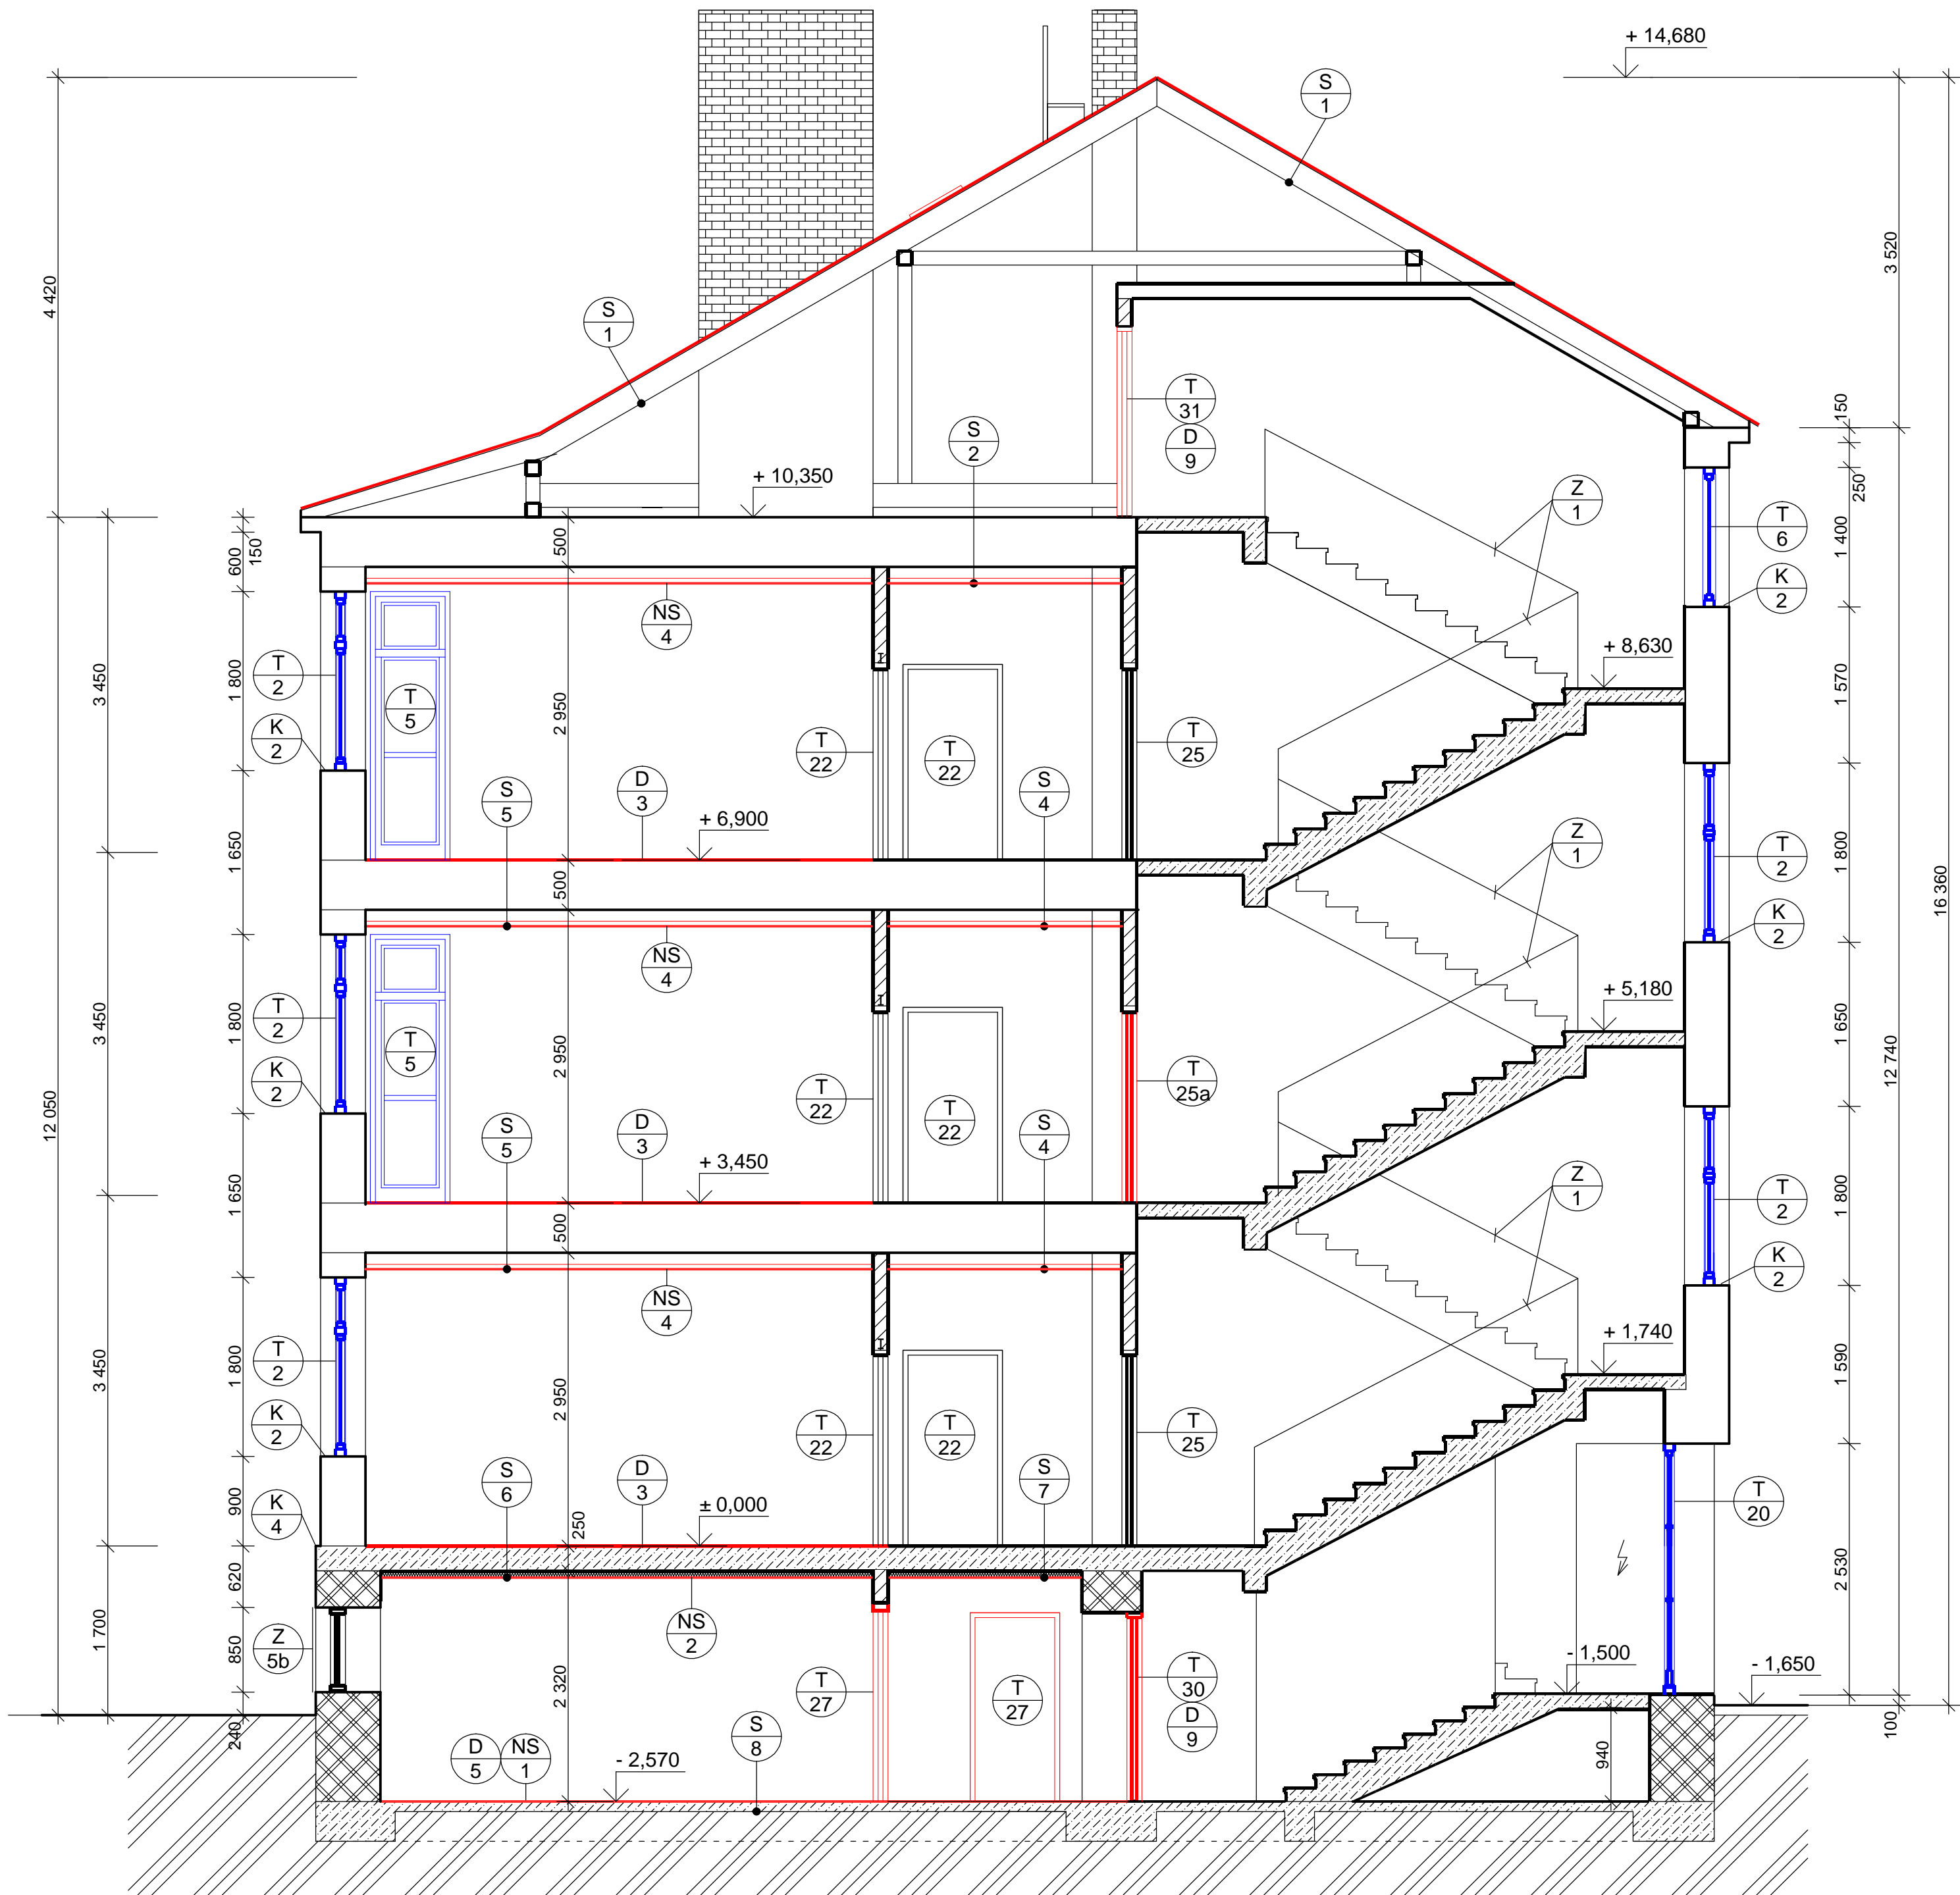 + 14,680
S
1
4 420
3 520
S
1
T
31
D
9
S
2
150
+ 10,350
250
Z
1
T
6
1 400
K
2
600
150
500
NS
4
+ 8,630
T
2
T
5
3 450
1 800
2 950
1 570
K
2
T
22
T
22
T
25
S
5
D
3
S
4
+ 6,900
1 650
Z
1
T
2
1 800
16 360
500
K
2
NS
4
+ 5,180
T
2
T
5
3 450
1 800
2 950
1 650
12 740
K
2
T
22
T
22
T
25a
12 050
S
5
D
3
S
4
+ 3,450
1 650
Z
1
T
2
1 800
500
K
2
NS
4
+ 1,740
T
2
3 450
1 800
2 950
1 590
K
2
T
22
T
22
T
25
S
6
D
3
S
7
± 0,000
900
K
4
250
T
20
620
2 530
1 700
NS
2
Z
5b
850
2 320
T
27
T
27
T
30
D
9
- 1,500
- 1,650
240
100
S
8
D
5
NS
1
- 2,570
940